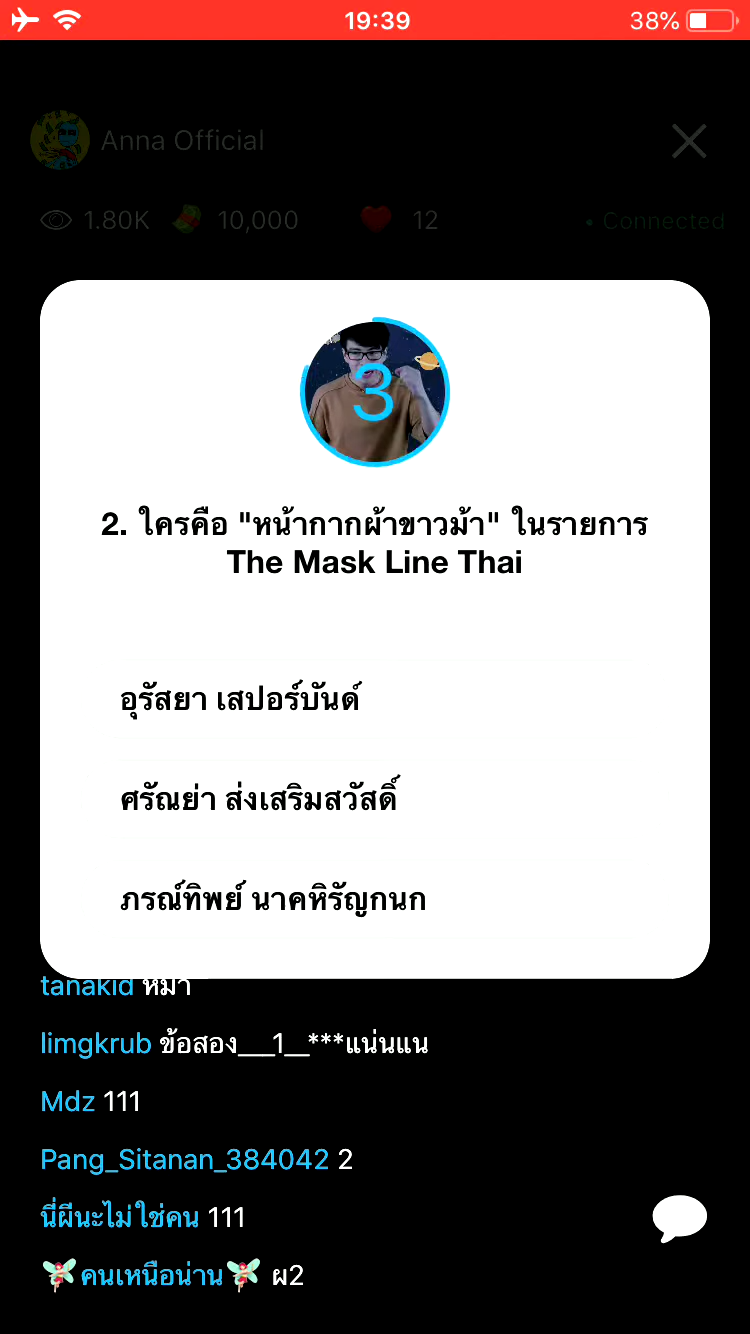 19:39
38%
Anna Official
1.80K 10,000 12 Connected
3
2. ใครคือ "หน้ากากผ้าขาวม้า" ในรายการ
The Mask Line Thai
อุรัสยา เสปอร์บันด์
ศรัณย่า ส่งเสริมสวัสดิ์
ภรณ์ทิพย์ นาคหิรัญกนก
tanakid หมา
limgkrub ข้อสอง___1__***แน่นแน
Mdz 111
Pang_Sitanan_384042 2
นี่ผีนะไม่ใช่คน 111
คนเหนือน่าน ผ2